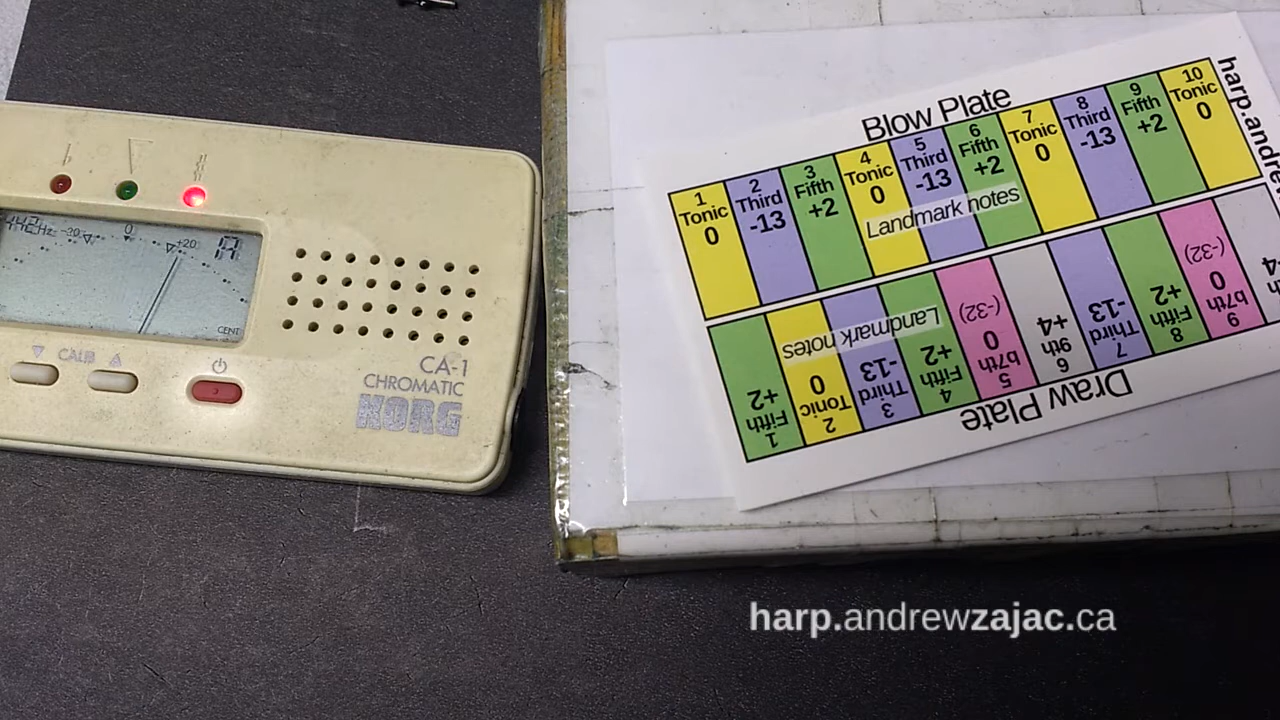 442Hz -20 0 +20 A
CENT
CALIB
CA-1
CHROMATIC
KORG
Blow Plate
1 Tonic 0
2 Third -13
3 Fifth +2
4 Tonic 0
5 Third -13
6 Fifth +2
7 Tonic 0
8 Third -13
9 Fifth +2
10 Tonic 0
Landmark notes
Draw Plate
1 Fifth +2
2 Tonic 0
3 Third -13
4 Fifth +2
5 b7th 0 (-32)
6 9th +4
7 Third -13
8 Fifth +2
9 b7th 0 (-32)
Landmark notes
harp.andrewzajac.ca